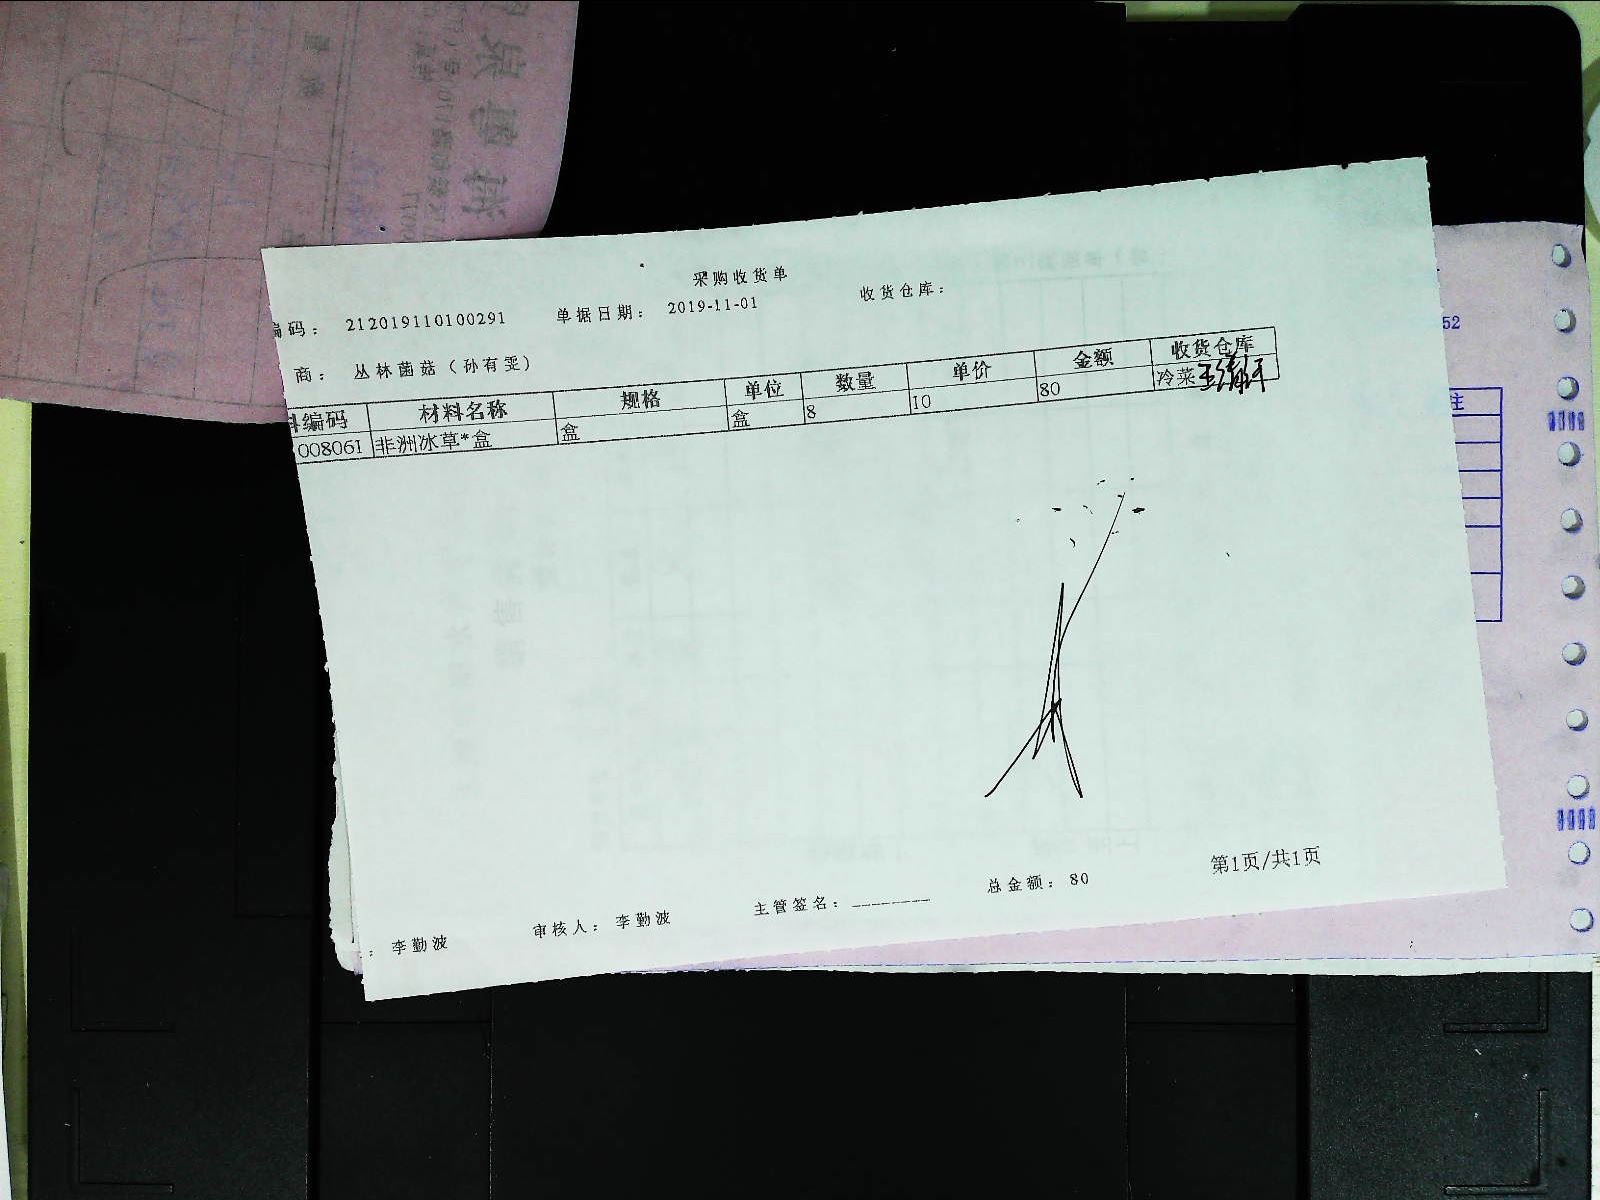 采购收货单
编码： 212019110100291 单据日期： 2019-11-01 收货仓库：
商： 丛林菌菇（孙有雯）
编码 材料名称 规格 单位 数量 单价 金额 收货仓库
008061 非洲冰草*盒 盒 盒 8 10 80 冷菜
第1页/共1页
： 李勤波 审核人： 李勤波 主管签名： ________ 总金额： 80
52
注